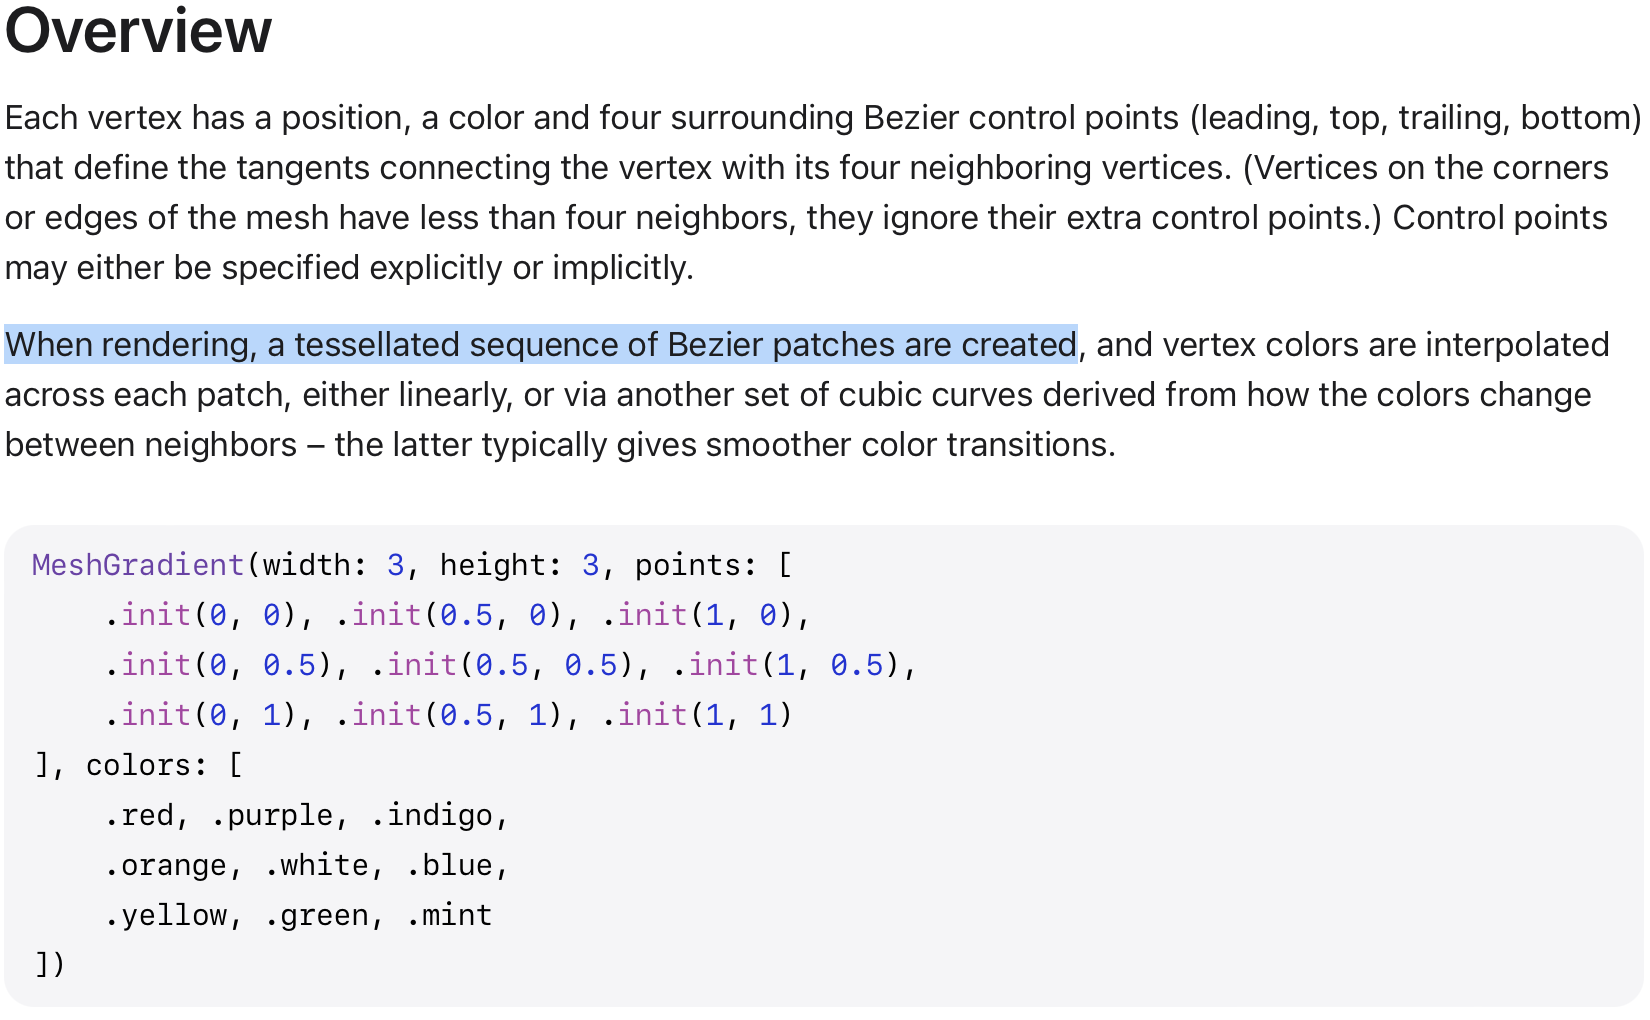 Overview
Each vertex has a position, a color and four surrounding Bezier control points (leading, top, trailing, bottom)
that define the tangents connecting the vertex with its four neighboring vertices. (Vertices on the corners
or edges of the mesh have less than four neighbors, they ignore their extra control points.) Control points
may either be specified explicitly or implicitly.
When rendering, a tessellated sequence of Bezier patches are created, and vertex colors are interpolated
across each patch, either linearly, or via another set of cubic curves derived from how the colors change
between neighbors – the latter typically gives smoother color transitions.
MeshGradient(width: 3, height: 3, points: [
    .init(0, 0), .init(0.5, 0), .init(1, 0),
    .init(0, 0.5), .init(0.5, 0.5), .init(1, 0.5),
    .init(0, 1), .init(0.5, 1), .init(1, 1)
], colors: [
    .red, .purple, .indigo,
    .orange, .white, .blue,
    .yellow, .green, .mint
])